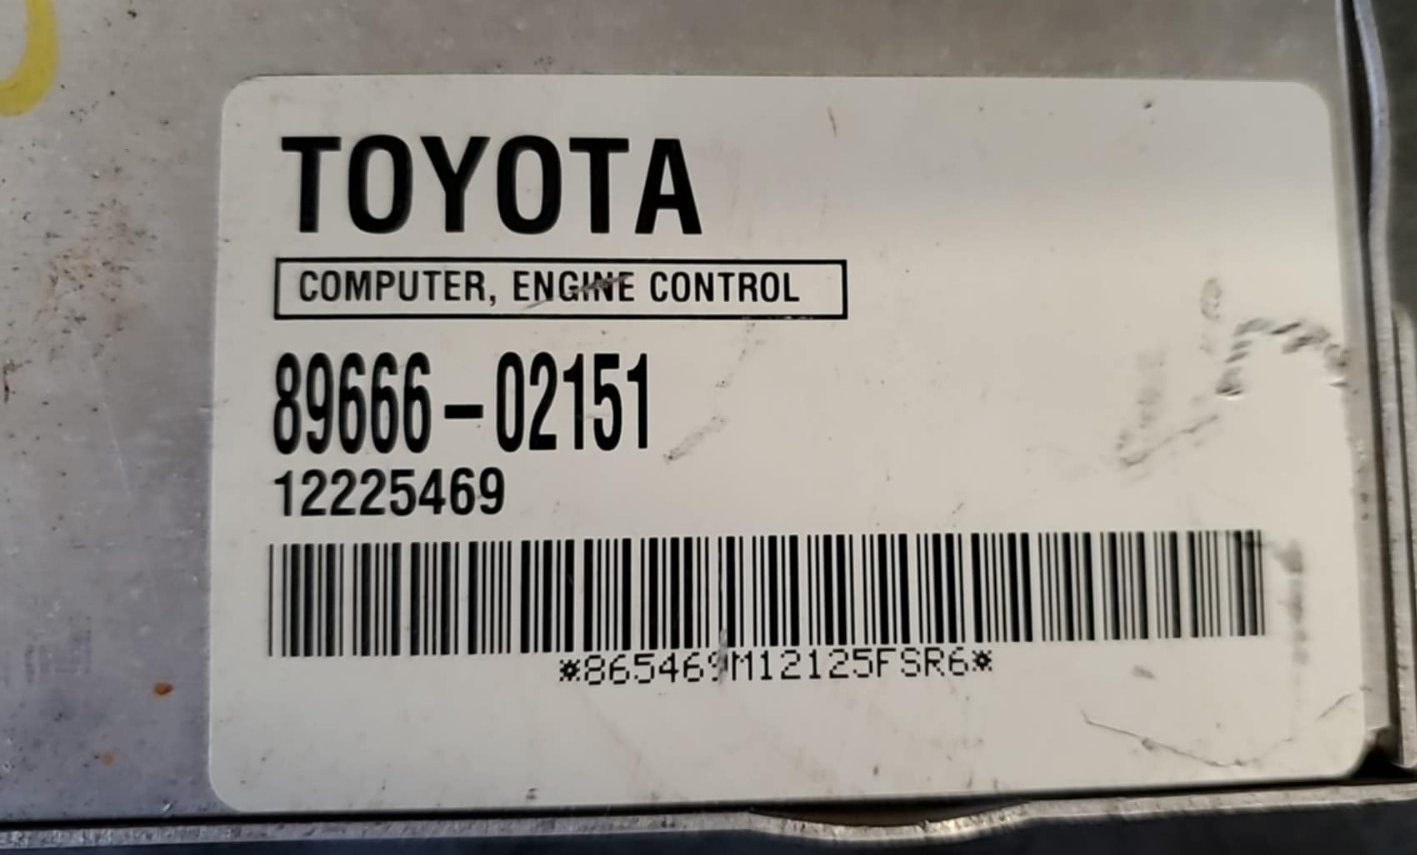 TOYOTA
COMPUTER, ENGINE CONTROL
89666-02151
12225469
*865469M12125FSR6*